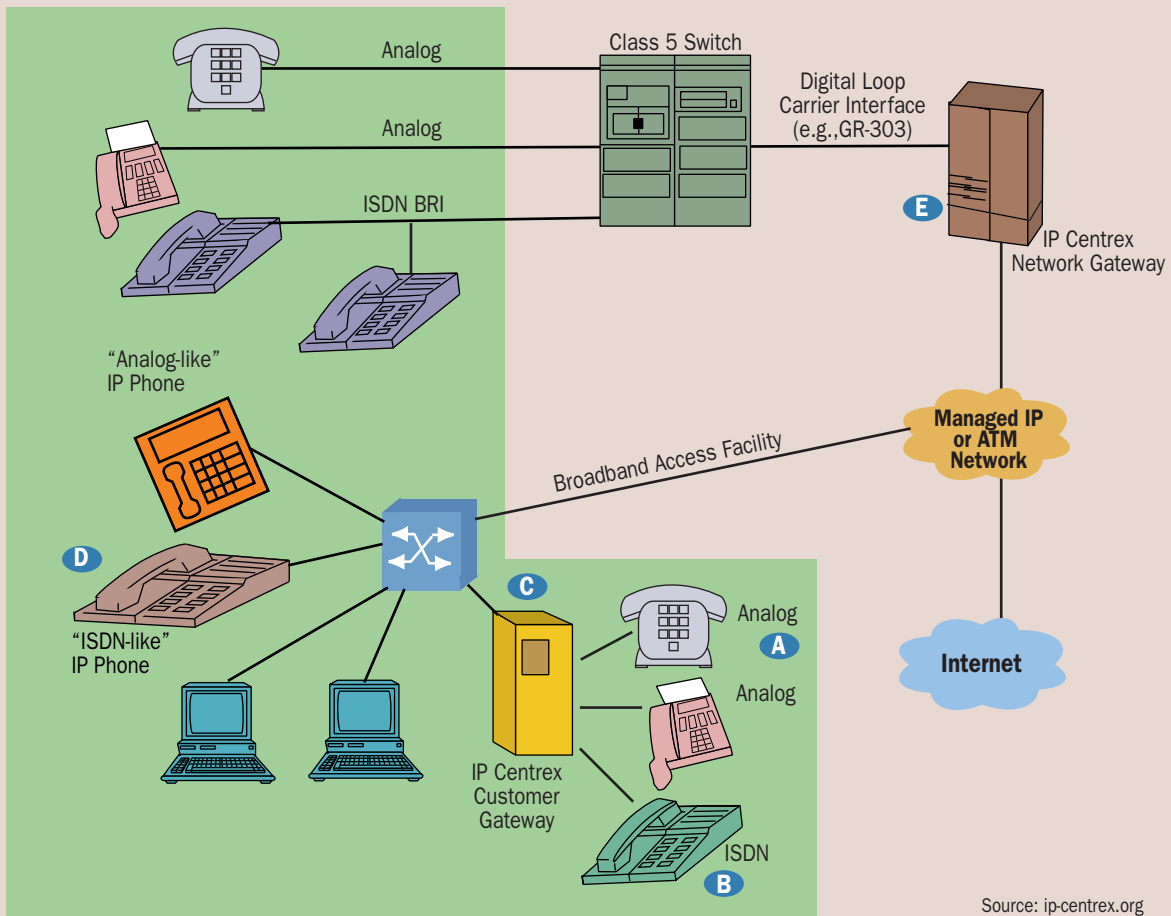 Analog
Class 5 Switch
Digital Loop
Carrier Interface
(e.g.,GR-303)
Analog
ISDN BRI
E
IP Centrex
Network Gateway
“Analog-like”
IP Phone
Managed IP
or ATM
Network
Broadband Access Facility
D
“ISDN-like”
IP Phone
C
Analog
A
Analog
Internet
IP Centrex
Customer
Gateway
ISDN
B
Source: ip-centrex.org